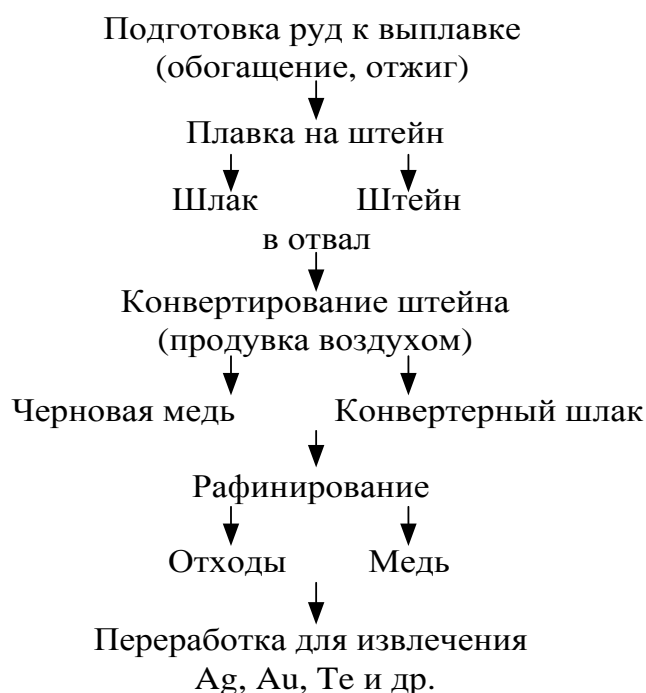 Подготовка руд к выплавке
(обогащение, отжиг)
Плавка на штейн
Шлак Штейн
в отвал
Конвертирование штейна
(продувка воздухом)
Черновая медь Конвертерный шлак
Рафинирование
Отходы Медь
Переработка для извлечения
Ag, Au, Te и др.